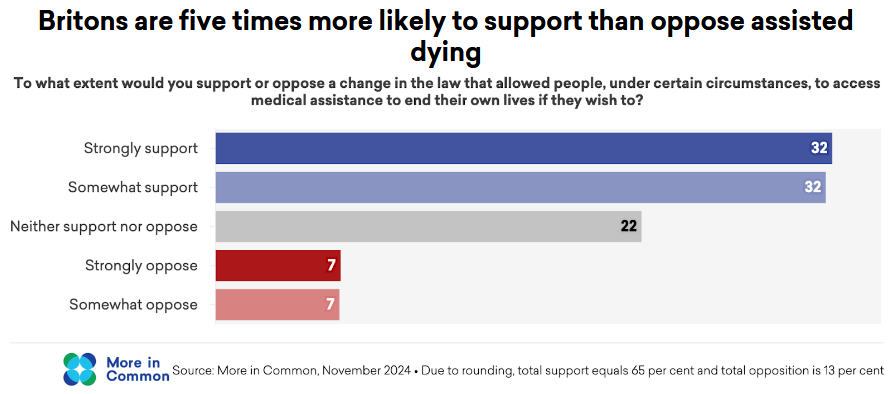 Britons are five times more likely to support than oppose assisted
dying
To what extent would you support or oppose a change in the law that allowed people, under certain circumstances, to access
medical assistance to end their own lives if they wish to?
Strongly support 32
Somewhat support 32
Neither support nor oppose 22
Strongly oppose 7
Somewhat oppose 7
More in
Common
Source: More in Common, November 2024 • Due to rounding, total support equals 65 per cent and total opposition is 13 per cent